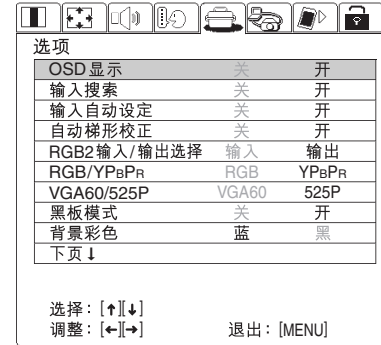 选项
OSD显示 关 开
输入搜索 关 开
输入自动设定 关 开
自动梯形校正 关 开
RGB2输入/输出选择 输入 输出
RGB/YPBPR RGB YPBPR
VGA60/525P VGA60 525P
黑板模式 关 开
背景彩色 蓝 黑
下页↓
选择：[↑][↓]
调整：[←][→] 退出：[MENU]